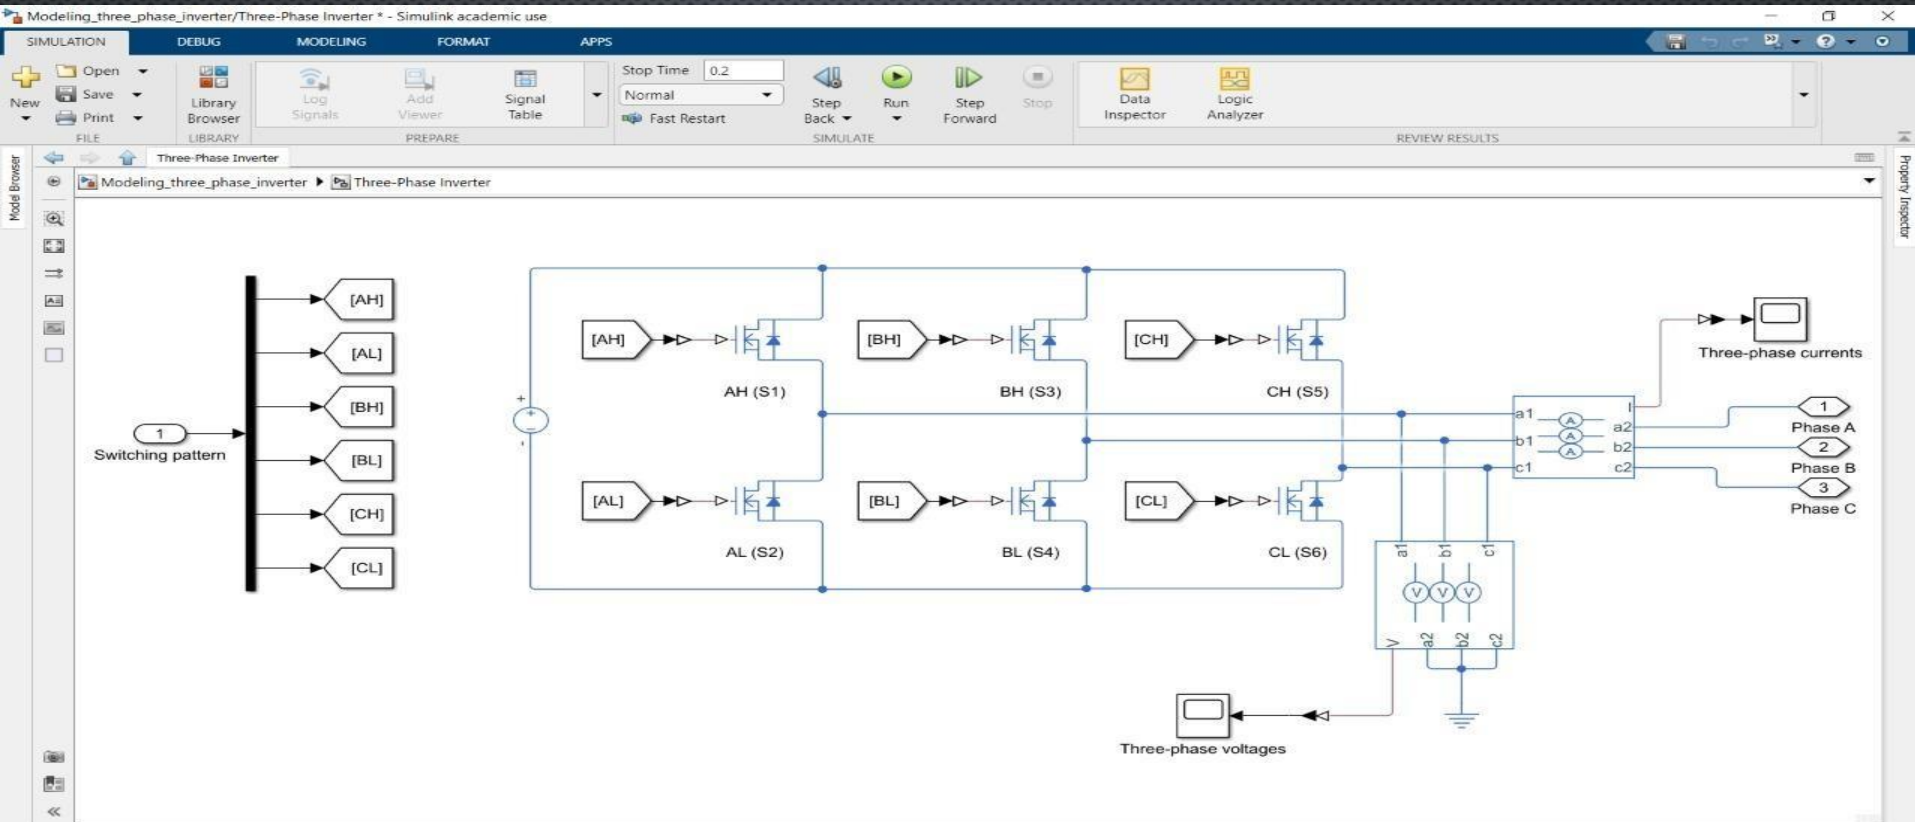 Modeling_three_phase_inverter/Three-Phase Inverter * - Simulink academic use
SIMULATION DEBUG MODELING FORMAT APPS
New
Open
Save
Print
FILE
Library
Browser
LIBRARY
Log
Signals
Add
Viewer
Signal
Table
PREPARE
Stop Time 0.2
Normal
Fast Restart
Step
Back
Run
Step
Forward
Stop
SIMULATE
Data
Inspector
Logic
Analyzer
REVIEW RESULTS
Model Browser
Three-Phase Inverter
Modeling_three_phase_inverter Three-Phase Inverter
Property Inspector
1
Switching pattern
[AH]
[AL]
[BH]
[BL]
[CH]
[CL]
+
-
[AH]
AH (S1)
[BH]
BH (S3)
[CH]
CH (S5)
[AL]
AL (S2)
[BL]
BL (S4)
[CL]
CL (S6)
Three-phase currents
a1
b1
c1
A
A
A
I
a2
b2
c2
1
Phase A
2
Phase B
3
Phase C
a1 b1 c1
V V V
V a2 b2 c2
Three-phase voltages